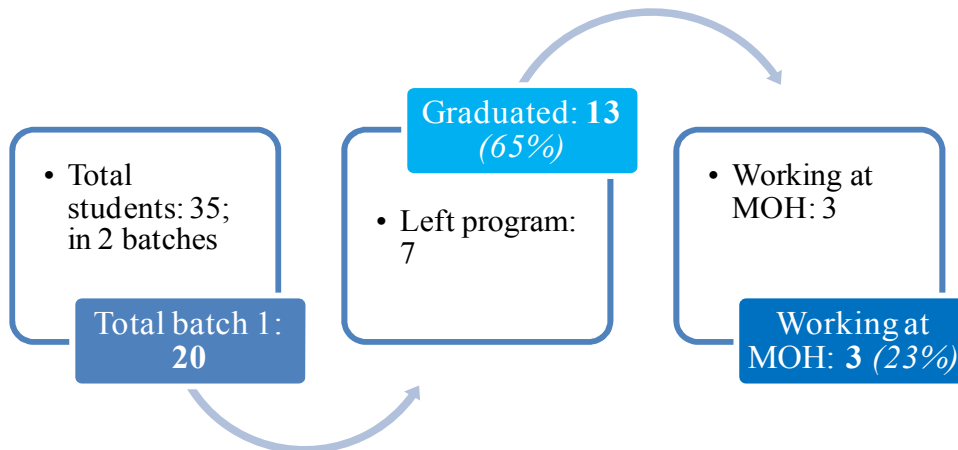 • Total
students: 35;
in 2 batches
Total batch 1:
20
Graduated: 13
(65%)
• Left program:
7
• Working at
MOH: 3
Working at
MOH: 3 (23%)